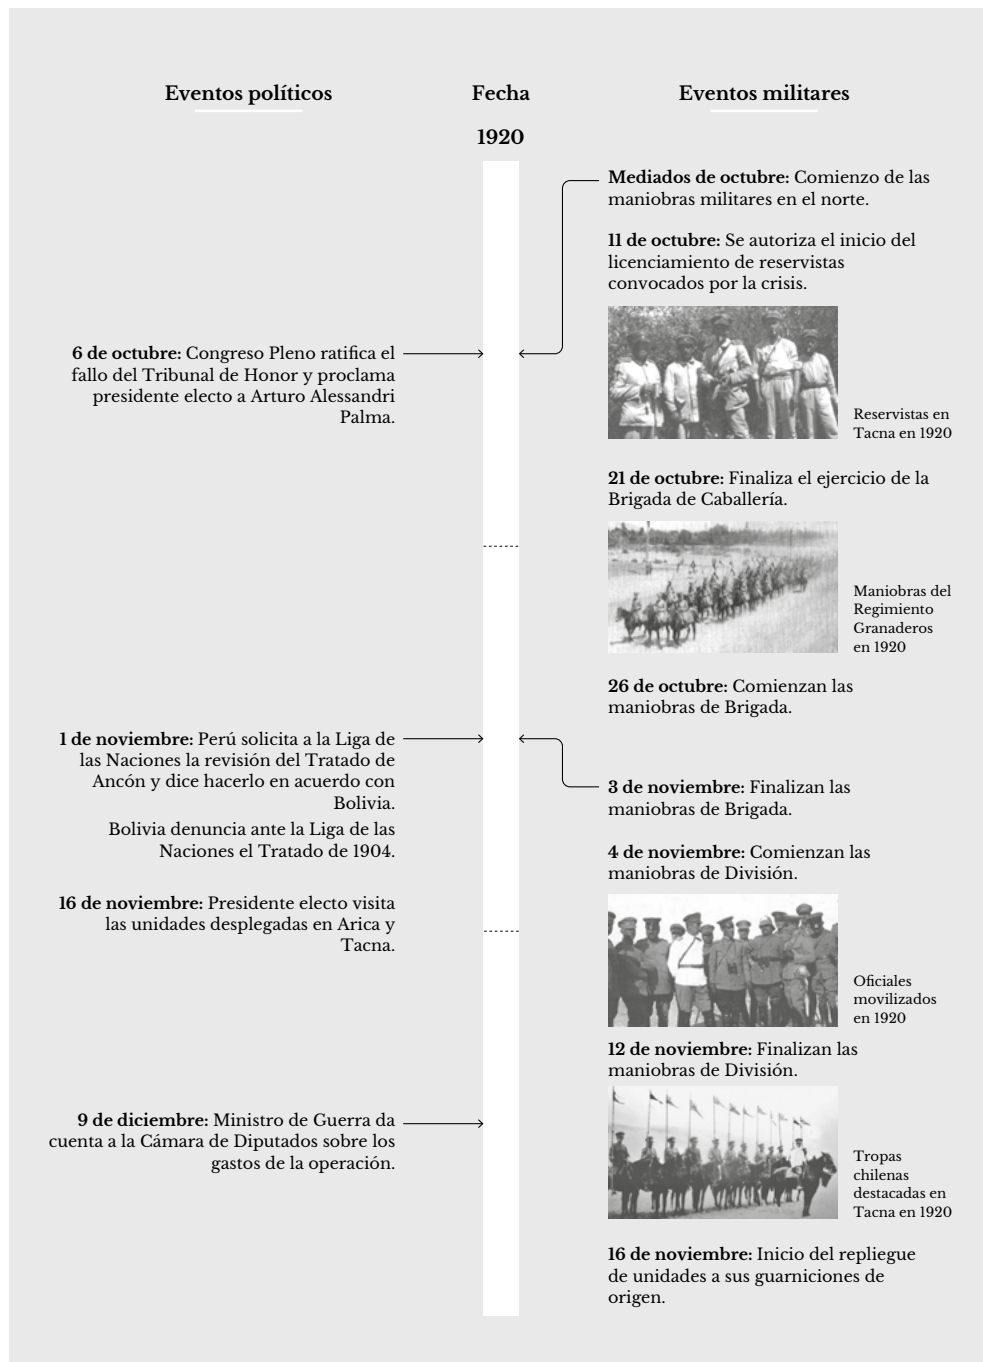 Eventos políticos
Fecha
Eventos militares
1920
Mediados de octubre: Comienzo de las
maniobras militares en el norte.
11 de octubre: Se autoriza el inicio del
licenciamiento de reservistas
convocados por la crisis.
6 de octubre: Congreso Pleno ratifica el
fallo del Tribunal de Honor y proclama
presidente electo a Arturo Alessandri
Palma.
Reservistas en
Tacna en 1920
21 de octubre: Finaliza el ejercicio de la
Brigada de Caballería.
Maniobras del
Regimiento
Granaderos
en 1920
26 de octubre: Comienzan las
maniobras de Brigada.
1 de noviembre: Perú solicita a la Liga de
las Naciones la revisión del Tratado de
Ancón y dice hacerlo en acuerdo con
Bolivia.
Bolivia denuncia ante la Liga de las
Naciones el Tratado de 1904.
3 de noviembre: Finalizan las
maniobras de Brigada.
4 de noviembre: Comienzan las
maniobras de División.
16 de noviembre: Presidente electo visita
las unidades desplegadas en Arica y
Tacna.
Oficiales
movilizados
en 1920
12 de noviembre: Finalizan las
maniobras de División.
9 de diciembre: Ministro de Guerra da
cuenta a la Cámara de Diputados sobre los
gastos de la operación.
Tropas
chilenas
destacadas en
Tacna en 1920
16 de noviembre: Inicio del repliegue
de unidades a sus guarniciones de
origen.